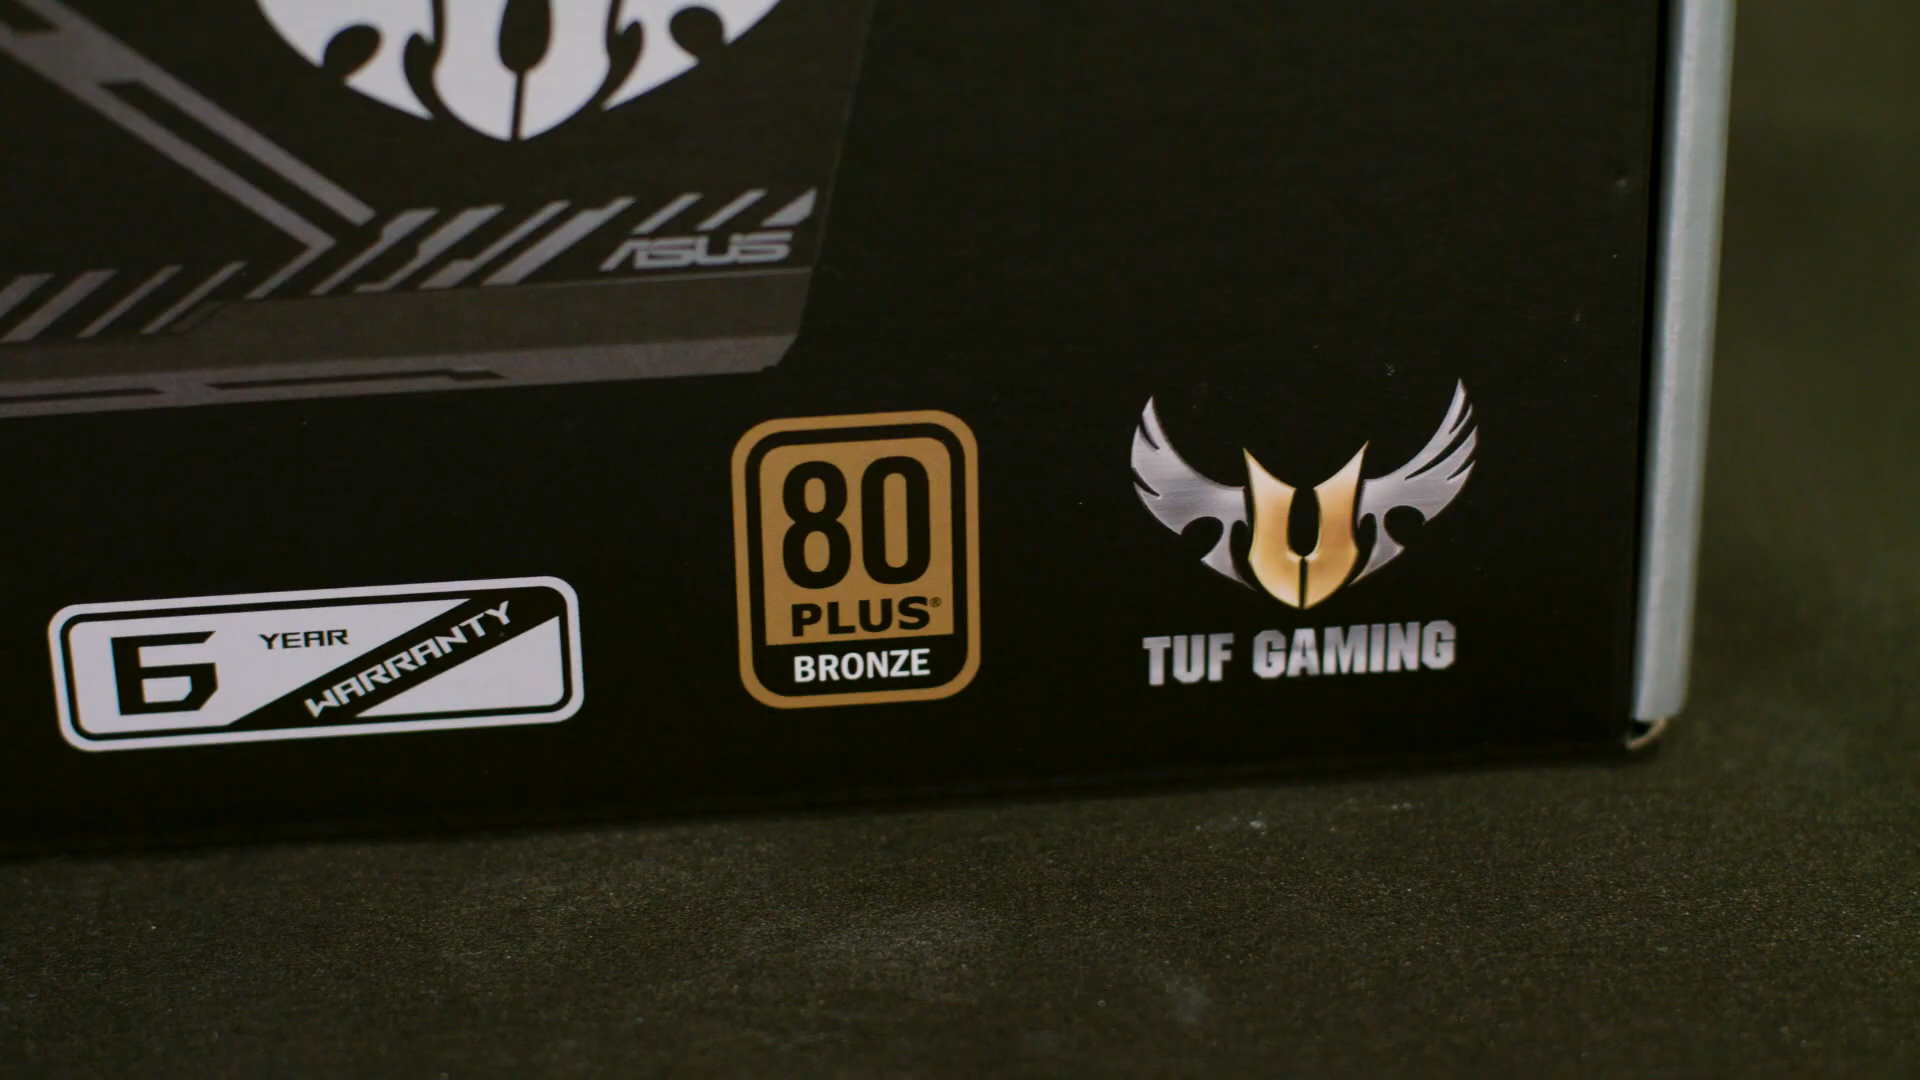 ASUS
6 YEAR WARRANTY
80
PLUS®
BRONZE
TUF GAMING